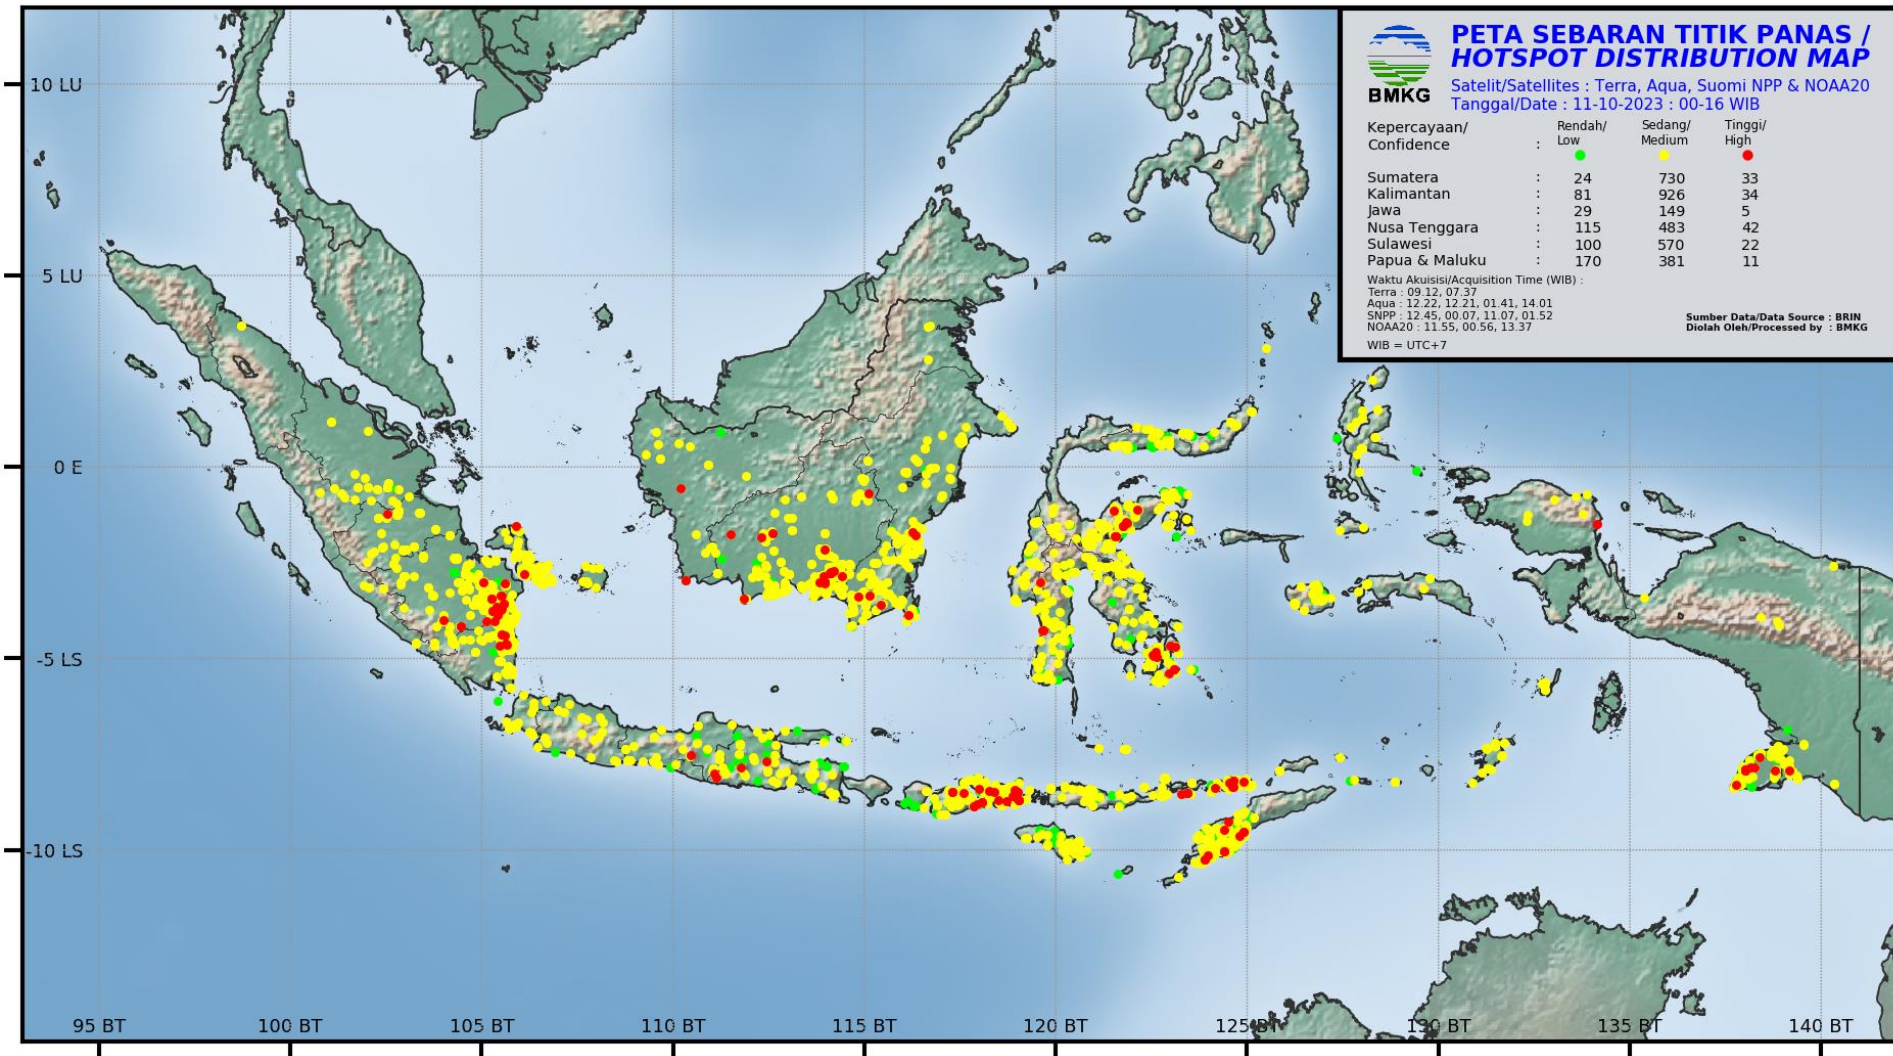 PETA SEBARAN TITIK PANAS /
HOTSPOT DISTRIBUTION MAP
Satelit/Satellites : Terra, Aqua, Suomi NPP & NOAA20
Tanggal/Date : 11-10-2023 : 00-16 WIB
BMKG
Kepercayaan/ Rendah/ Sedang/ Tinggi/
Confidence : Low Medium High
Sumatera : 24 730 33
Kalimantan : 81 926 34
Jawa : 29 149 5
Nusa Tenggara : 115 483 42
Sulawesi : 100 570 22
Papua & Maluku : 170 381 11
Waktu Akuisisi/Acquisition Time (WIB) :
Terra : 09.12, 07.37
Aqua : 12.22, 12.21, 01.41, 14.01
SNPP : 12.45, 00.07, 11.07, 01.52
NOAA20 : 11.55, 00.56, 13.37
WIB = UTC+7
Sumber Data/Data Source : BRIN
Diolah Oleh/Processed by : BMKG
10 LU
5 LU
0 E
-5 LS
-10 LS
95 BT 100 BT 105 BT 110 BT 115 BT 120 BT 125 BT 130 BT 135 BT 140 BT